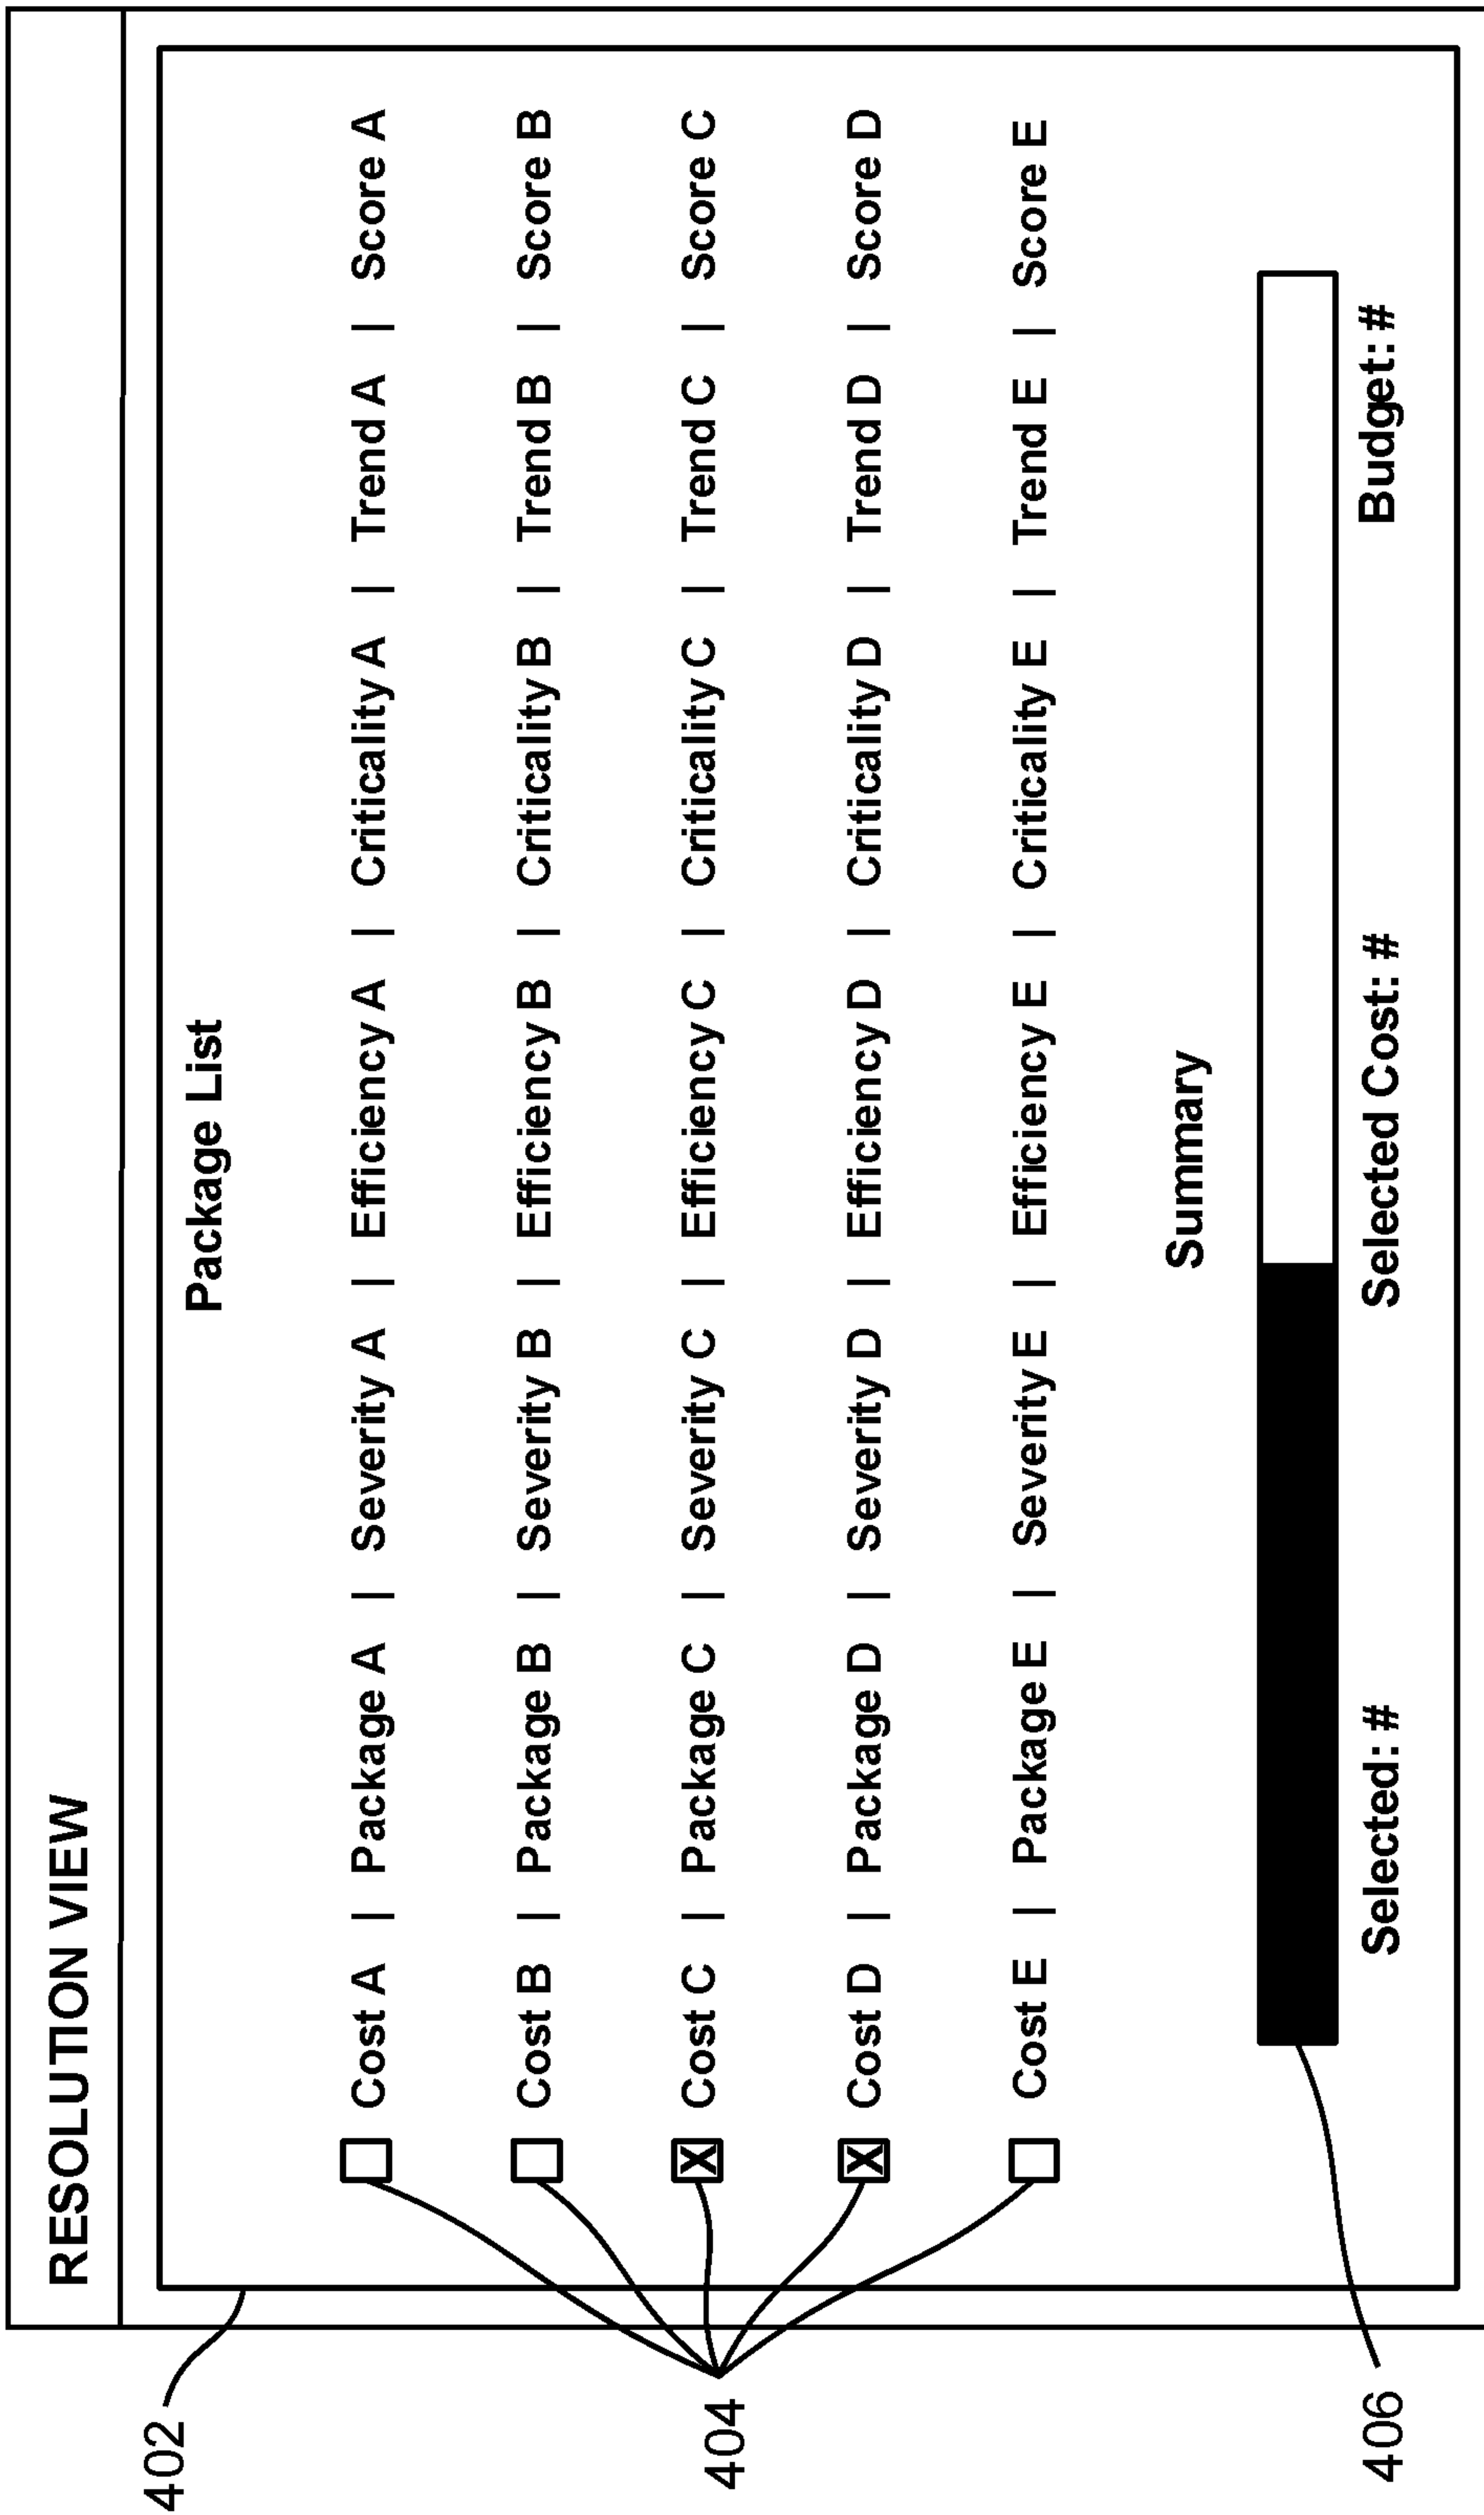 RESOLUTION VIEW
402
Package List
Cost A | Package A | Severity A | Efficiency A | Criticality A | Trend A | Score A
Cost B | Package B | Severity B | Efficiency B | Criticality B | Trend B | Score B
404
X Cost C | Package C | Severity C | Efficiency C | Criticality C | Trend C | Score C
X Cost D | Package D | Severity D | Efficiency D | Criticality D | Trend D | Score D
Cost E | Package E | Severity E | Efficiency E | Criticality E | Trend E | Score E
Summary
406
Selected: # Selected Cost: # Budget: #